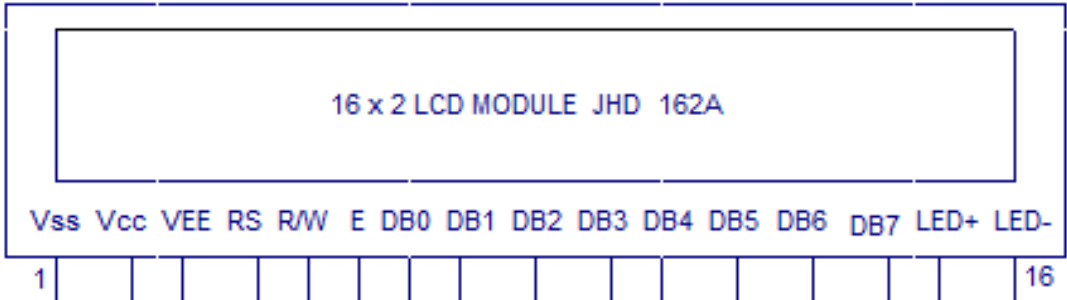 16 x 2 LCD MODULE JHD 162A
Vss Vcc VEE RS R/W E DB0 DB1 DB2 DB3 DB4 DB5 DB6 DB7 LED+ LED-
1 16